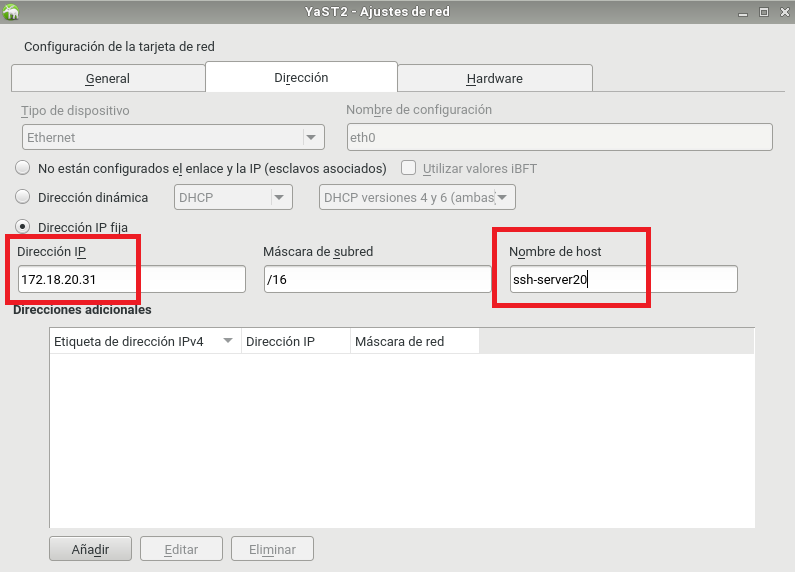 YaST2 - Ajustes de red
Configuración de la tarjeta de red
General Dirección Hardware
Tipo de dispositivo Nombre de configuración
Ethernet eth0
No están configurados el enlace y la IP (esclavos asociados) Utilizar valores iBFT
Dirección dinámica DHCP DHCP versiones 4 y 6 (ambas
Dirección IP fija
Dirección IP Máscara de subred Nombre de host
172.18.20.31 /16 ssh-server20
Direcciones adicionales
Etiqueta de dirección IPv4 Dirección IP Máscara de red
Añadir Editar Eliminar